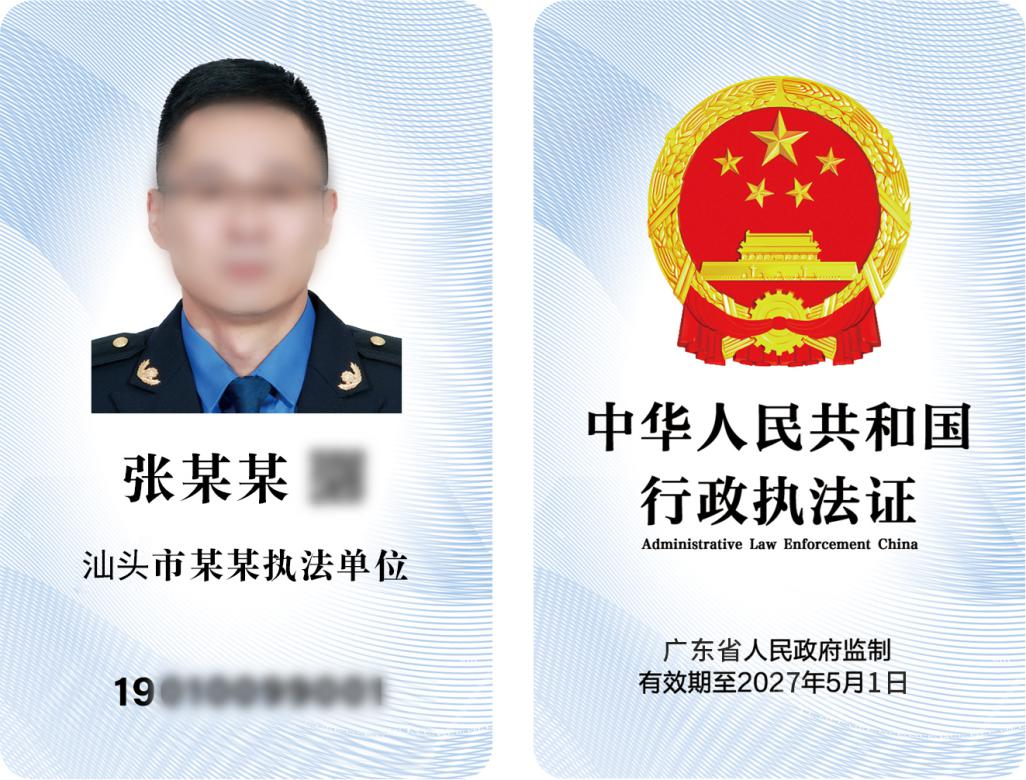 张某某
汕头市某某执法单位
19
中华人民共和国
行政执法证
Administrative Law Enforcement China
广东省人民政府监制
有效期至2027年5月1日